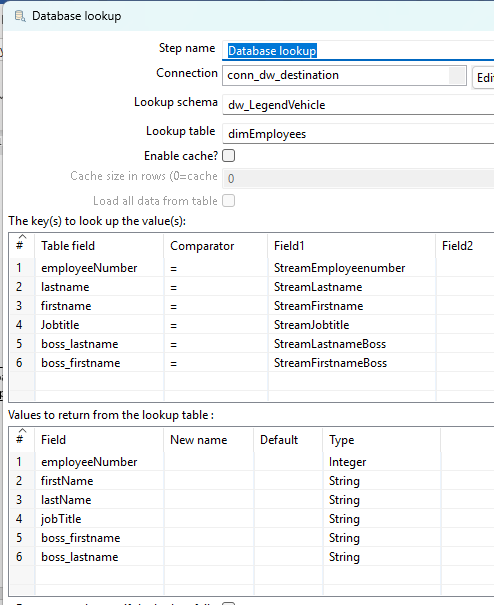 Database lookup
Step name Database lookup
Connection conn_dw_destination Edi
Lookup schema dw_LegendVehicle
Lookup table dimEmployees
Enable cache?
Cache size in rows (0=cache 0
Load all data from table
The key(s) to look up the value(s):
# Table field Comparator Field1 Field2
1 employeeNumber = StreamEmployeenumber
2 lastname = StreamLastname
3 firstname = StreamFirstname
4 Jobtitle = StreamJobtitle
5 boss_lastname = StreamLastnameBoss
6 boss_firstname = StreamFirstnameBoss
Values to return from the lookup table :
# Field New name Default Type
1 employeeNumber Integer
2 firstName String
3 lastName String
4 jobTitle String
5 boss_firstname String
6 boss_lastname String